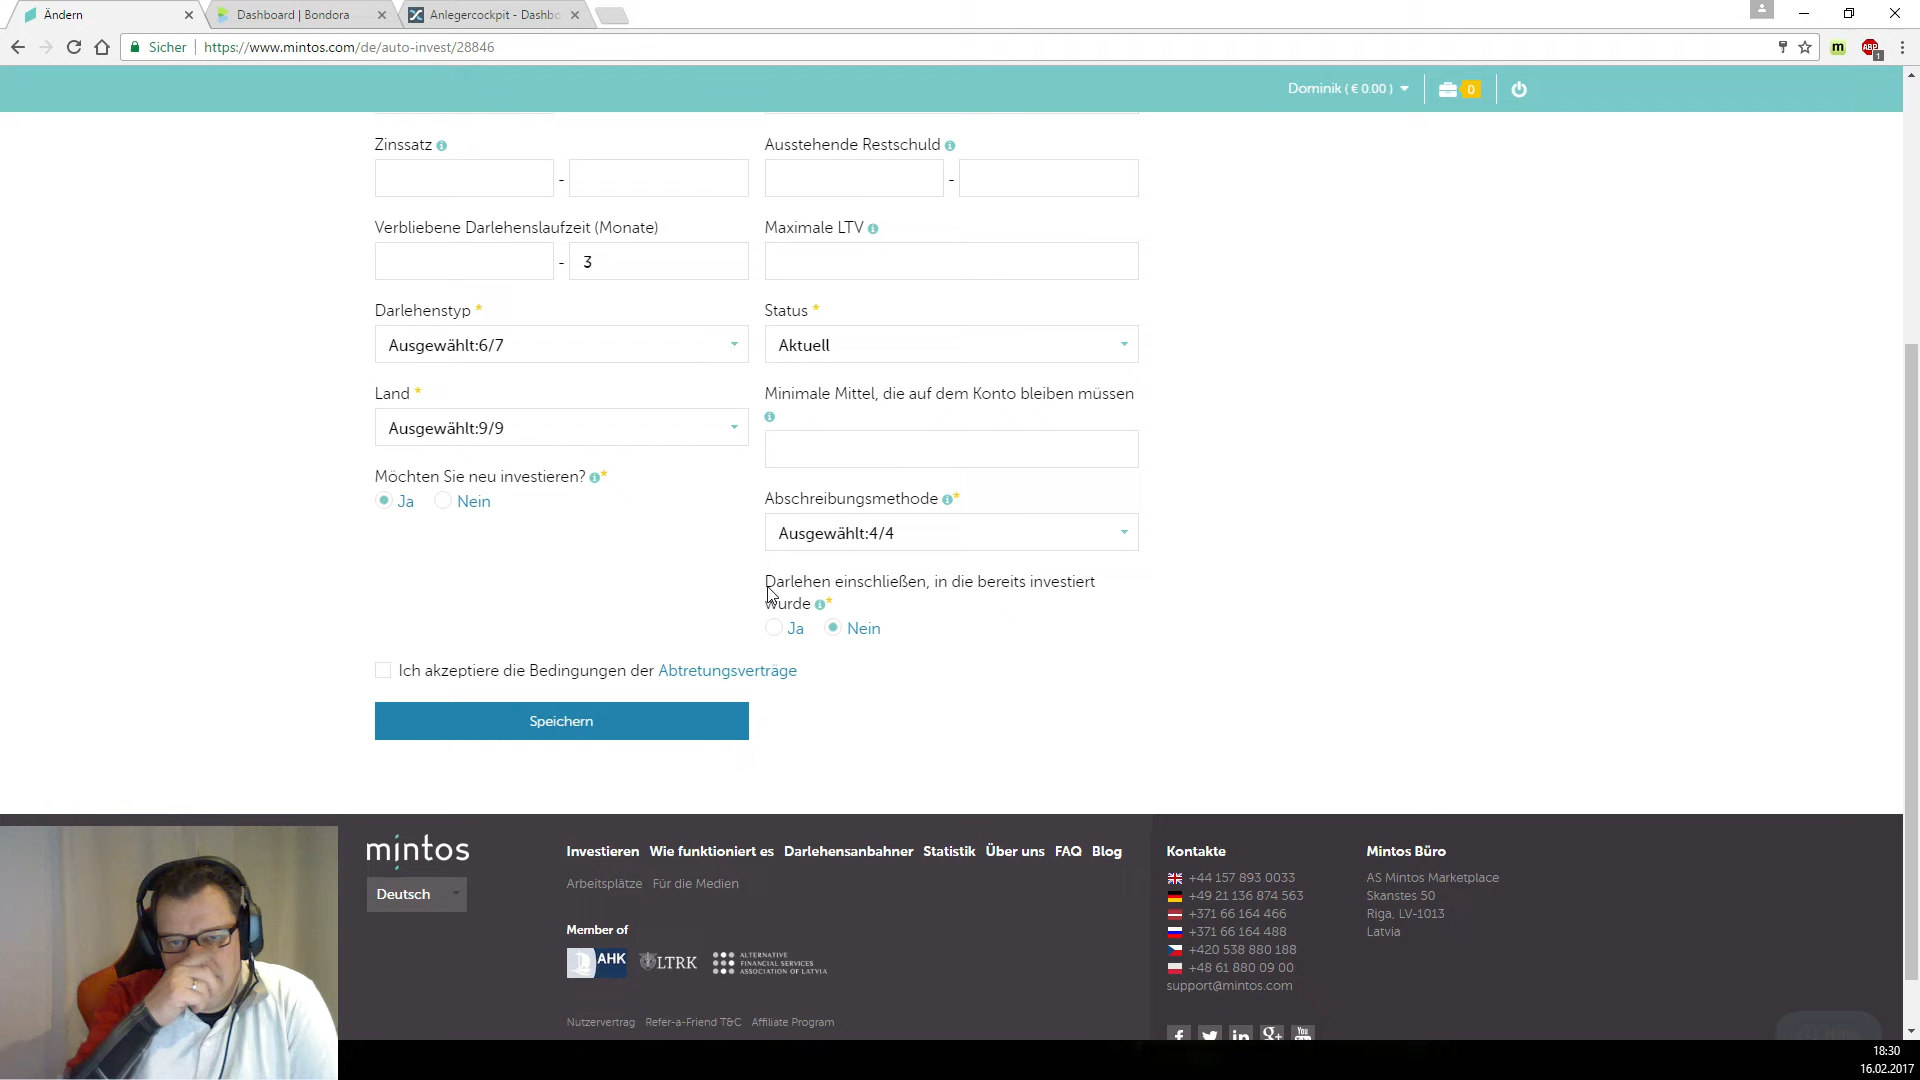 Ändern
Dashboard | Bondora
Anlegercockpit - Dashbo
Sicher
https://www.mintos.com/de/auto-invest/28846
m
ABP
1
Dominik ( € 0.00 )
0
Zinssatz
-
Ausstehende Restschuld
-
Verbliebene Darlehenslaufzeit (Monate)
- 3
Maximale LTV
Darlehenstyp *
Ausgewählt:6/7
Status *
Aktuell
Land *
Ausgewählt:9/9
Minimale Mittel, die auf dem Konto bleiben müssen
Möchten Sie neu investieren? *
Ja Nein
Abschreibungsmethode *
Ausgewählt:4/4
Darlehen einschließen, in die bereits investiert
wurde *
Ja Nein
Ich akzeptiere die Bedingungen der Abtretungsverträge
Speichern
mintos
Deutsch
Investieren Wie funktioniert es Darlehensanbahner Statistik Über uns FAQ Blog
Arbeitsplätze Für die Medien
Member of
AHK
LTRK
ALTERNATIVE
FINANCIAL SERVICES
ASSOCIATION OF LATVIA
Nutzervertrag Refer-a-Friend T&C Affiliate Program
Kontakte
+44 157 893 0033
+49 21 136 874 563
+371 66 164 466
+371 66 164 488
+420 538 880 188
+48 61 880 09 00
support@mintos.com
Mintos Büro
AS Mintos Marketplace
Skanstes 50
Riga, LV-1013
Latvia
18:30
16.02.2017